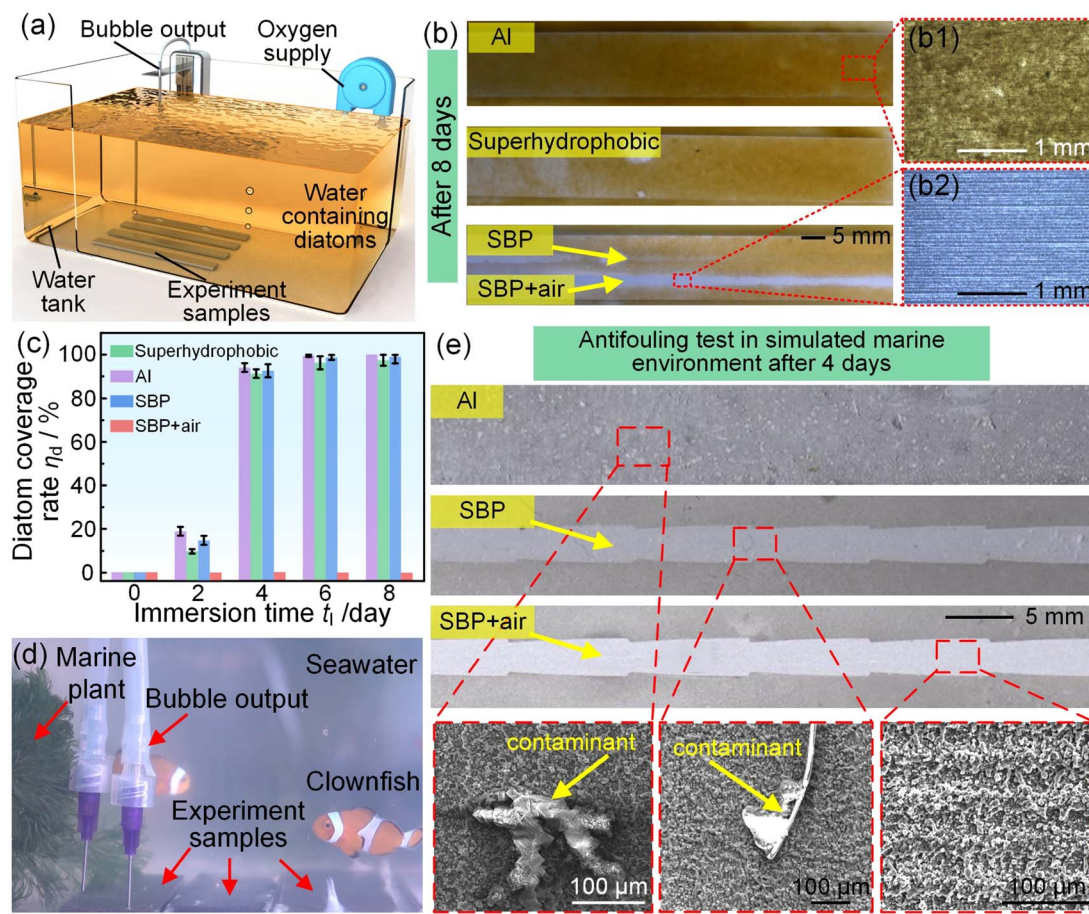 (a)
Bubble output
Oxygen
supply
Water
containing
diatoms
Water
tank
Experiment
samples
After 8 days
(b)
Al
Superhydrophobic
5 mm
SBP
SBP+air
(b1)
1 mm
(b2)
1mm
(c)
Superhydrophobic
Al
SBP
SBP+air
Diatom coverage
rate ηd / %
100
80
60
40
20
0
0 2 4 6 8
Immersion time tI /day
(d)
Marine
plant
Seawater
Bubble output
Clownfish
Experiment
samples
(e)
Antifouling test in simulated marine
environment after 4 days
Al
SBP
SBP+air
5 mm
contaminant
100 μm
contaminant
100 μm
100 μm